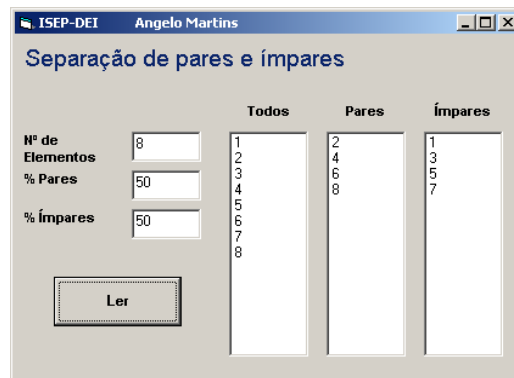 ISEP-DEI Angelo Martins
Separação de pares e ímpares
Todos Pares Ímpares
Nº de
Elementos
8
% Pares
50
% Ímpares
50
Ler
1
2
3
4
5
6
7
8
2
4
6
8
1
3
5
7